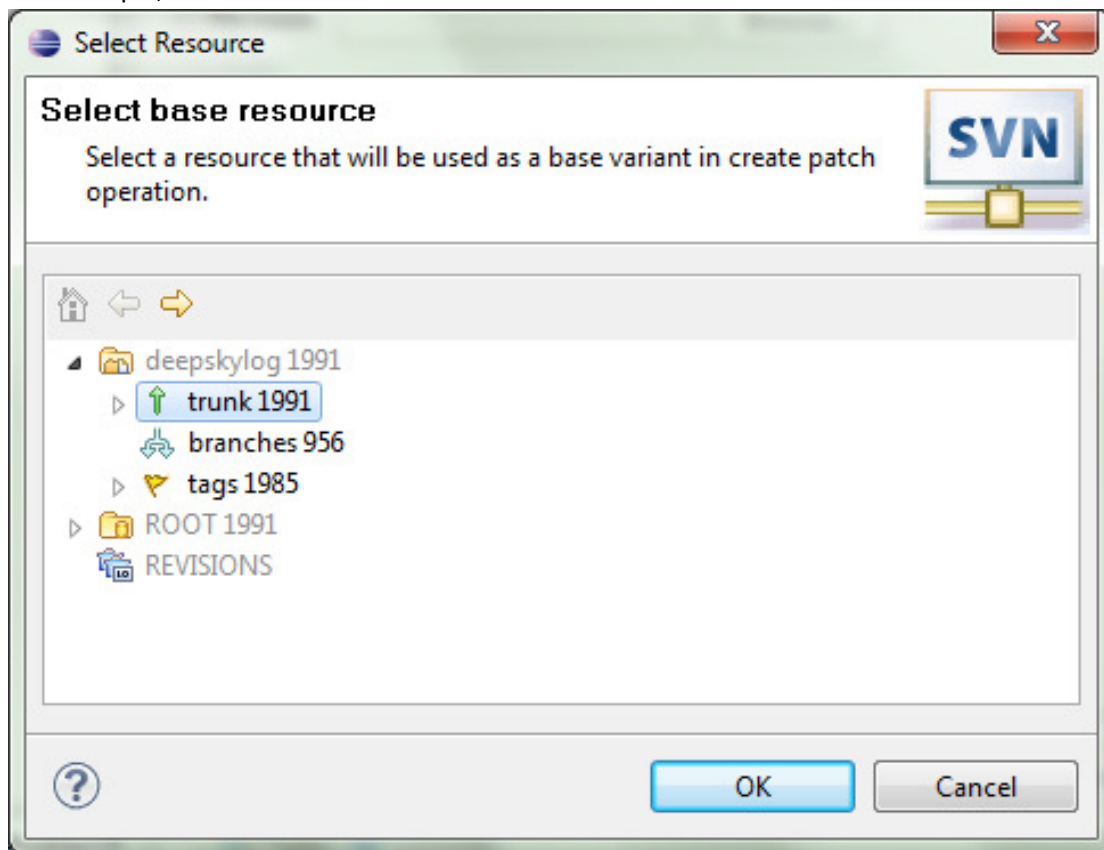 Select Resource
Select base resource
Select a resource that will be used as a base variant in create patch
operation.
SVN
deepskylog 1991
trunk 1991
branches 956
tags 1985
ROOT 1991
REVISIONS
OK
Cancel